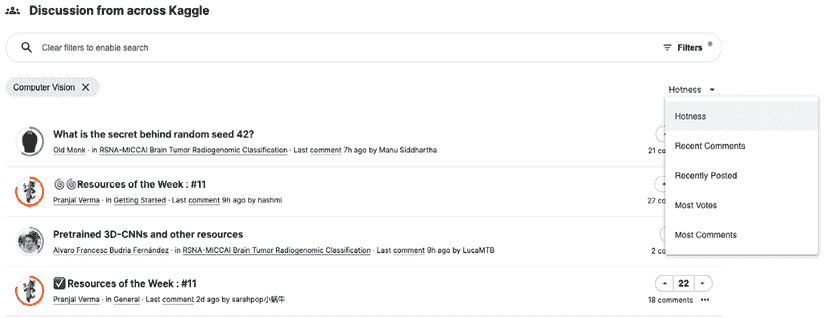 Discussion from across Kaggle
Clear filters to enable search
Filters
Computer Vision
Hotness
Hotness
Recent Comments
Recently Posted
Most Votes
Most Comments
What is the secret behind random seed 42?
Old Monk · in RSNA-MICCAI Brain Tumor Radiogenomic Classification · Last comment 7h ago by Manu Siddhartha
21 com
Resources of the Week : #11
Pranjal Verma · in Getting Started · Last comment 9h ago by hashmi
27 com
Pretrained 3D-CNNs and other resources
Alvaro Francesc Budria Fernández · in RSNA-MICCAI Brain Tumor Radiogenomic Classification · Last comment 9h ago by LucaMTB
2 co
Resources of the Week : #11
22
Pranjal Verma · in General · Last comment 2d ago by sarahpop小蜗牛
18 comments